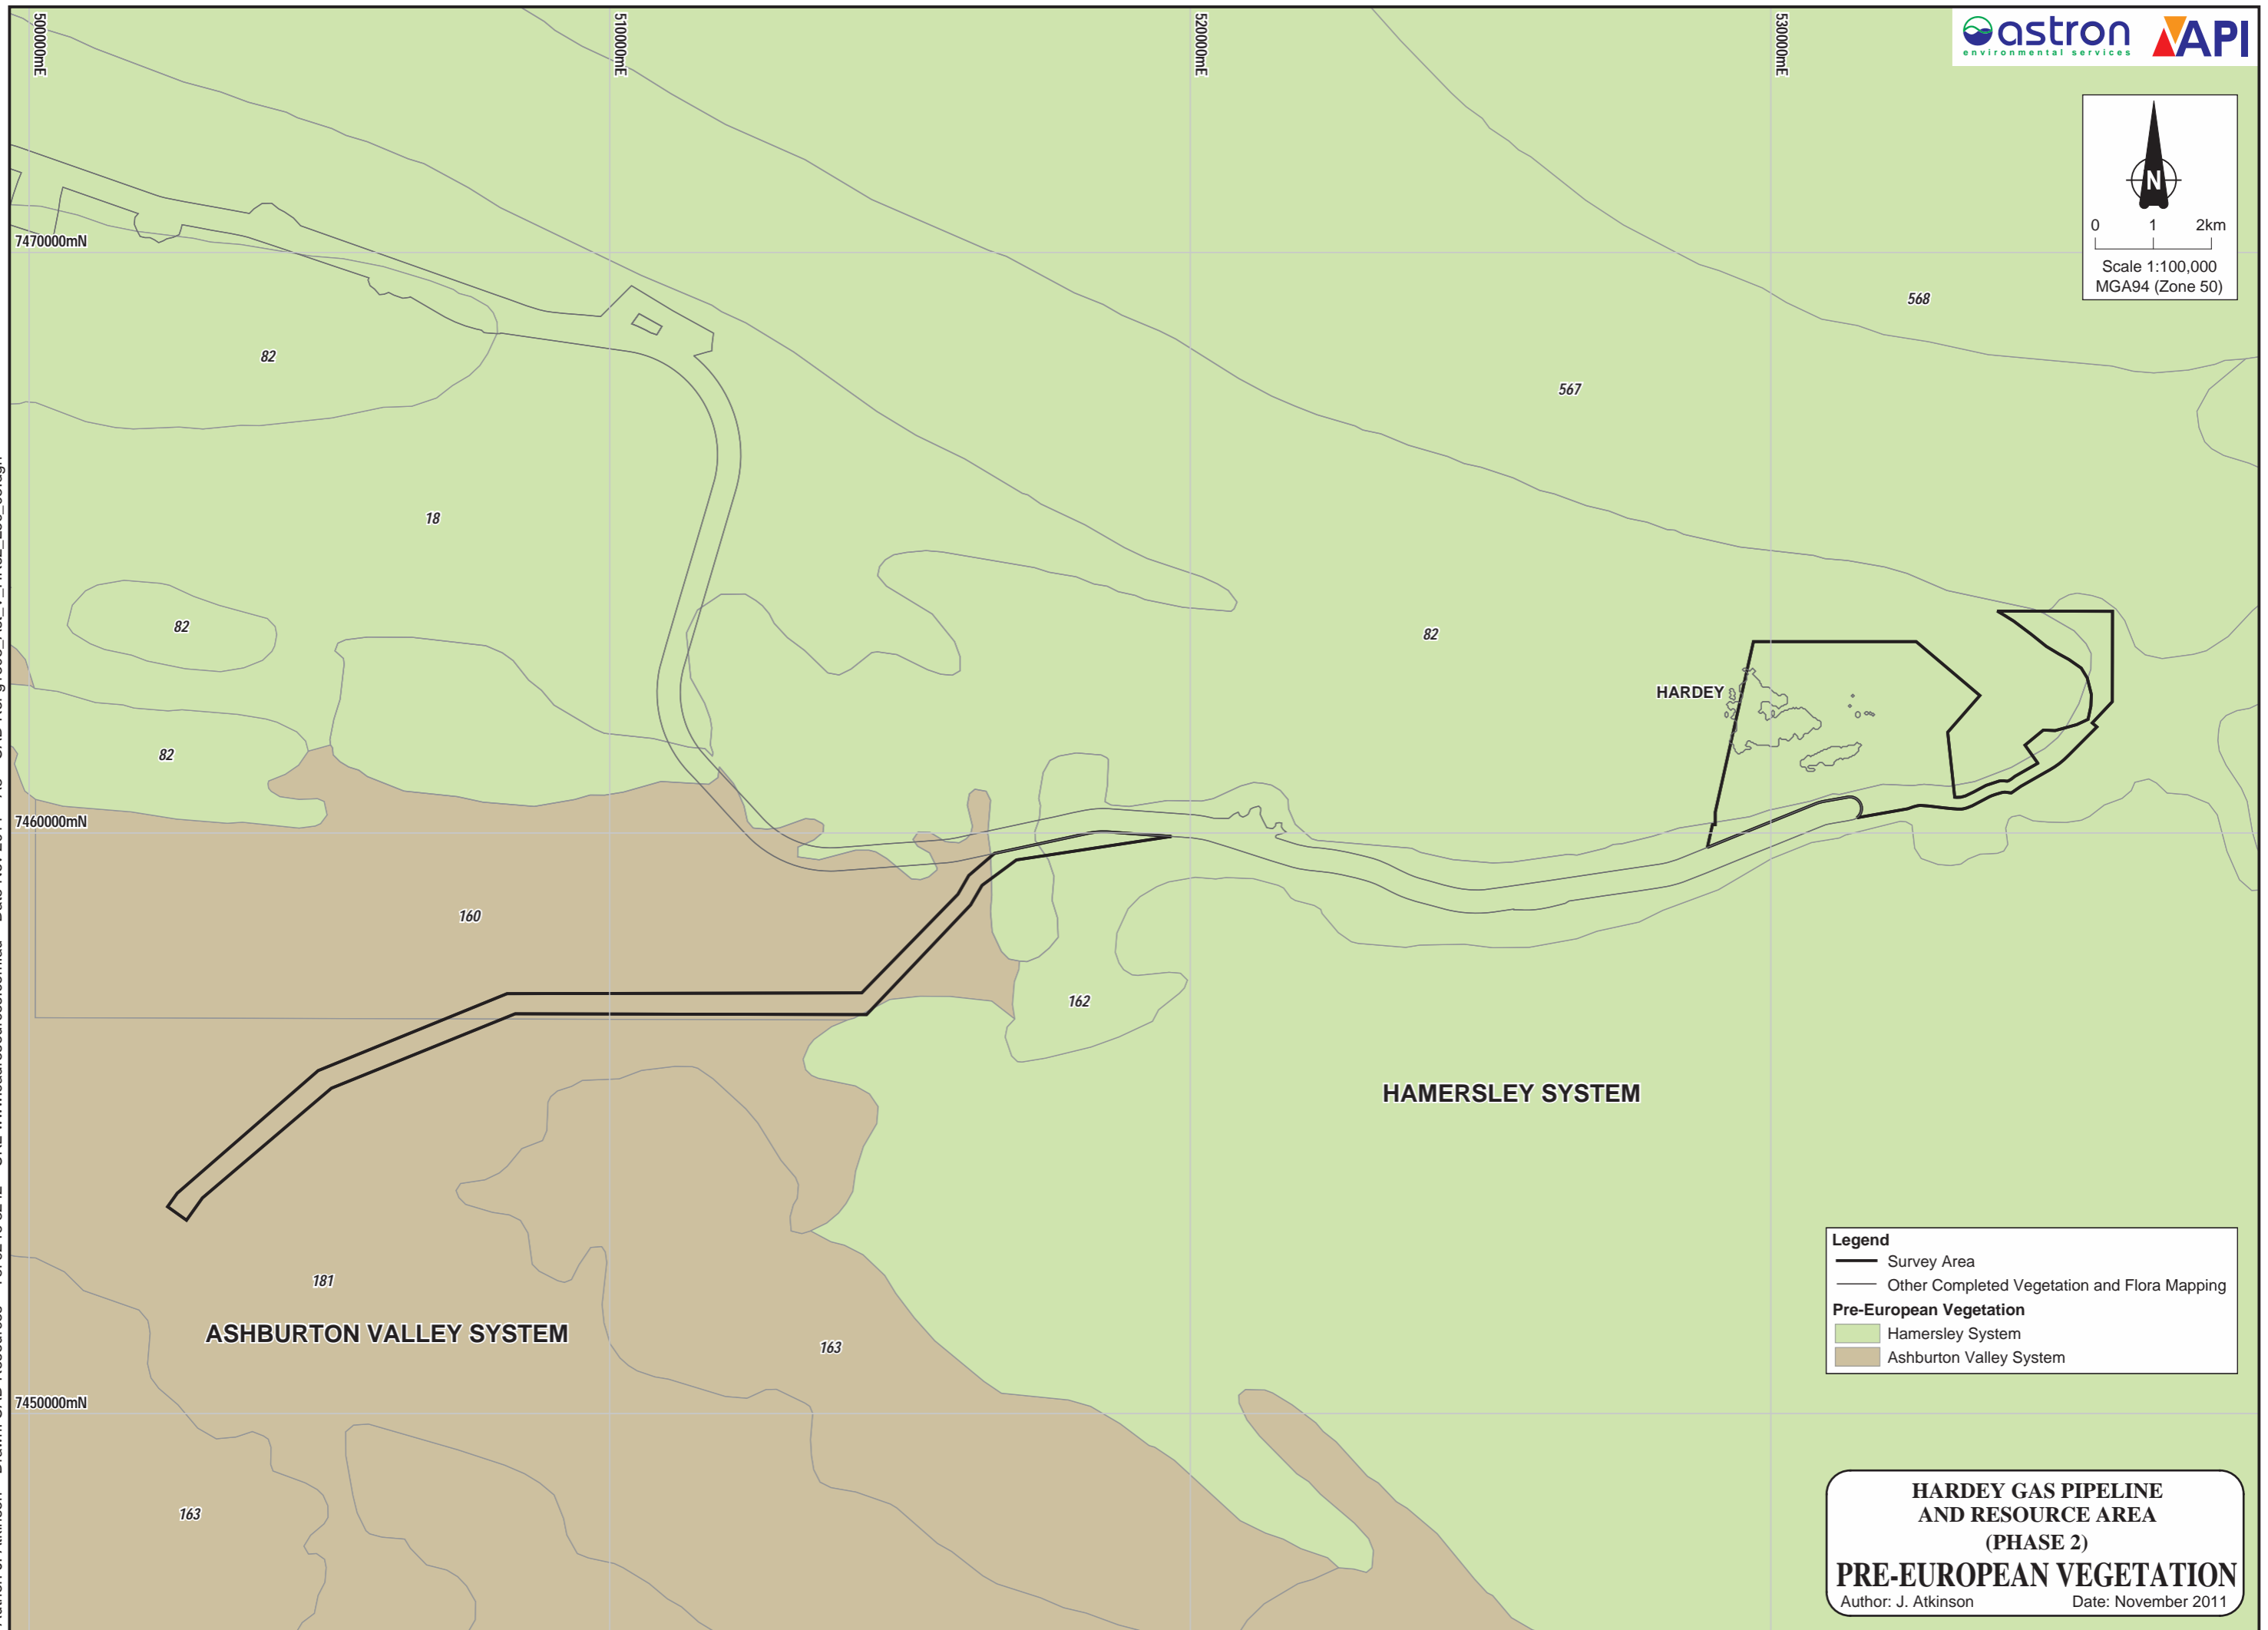 500000mE
510000mE
520000mE
530000mE
astron
environmental services
API
N
0 1 2km
Scale 1:100,000
MGA94 (Zone 50)
7470000mN
568
82
567
18
82
82
HARDEY
82
7460000mN
160
162
HAMERSLEY SYSTEM
181
ASHBURTON VALLEY SYSTEM
163
7450000mN
163
Legend
Survey Area
Other Completed Vegetation and Flora Mapping
Pre-European Vegetation
Hamersley System
Ashburton Valley System
HARDEY GAS PIPELINE
AND RESOURCE AREA
(PHASE 2)
PRE-EUROPEAN VEGETATION
Author: J. Atkinson Date: November 2011